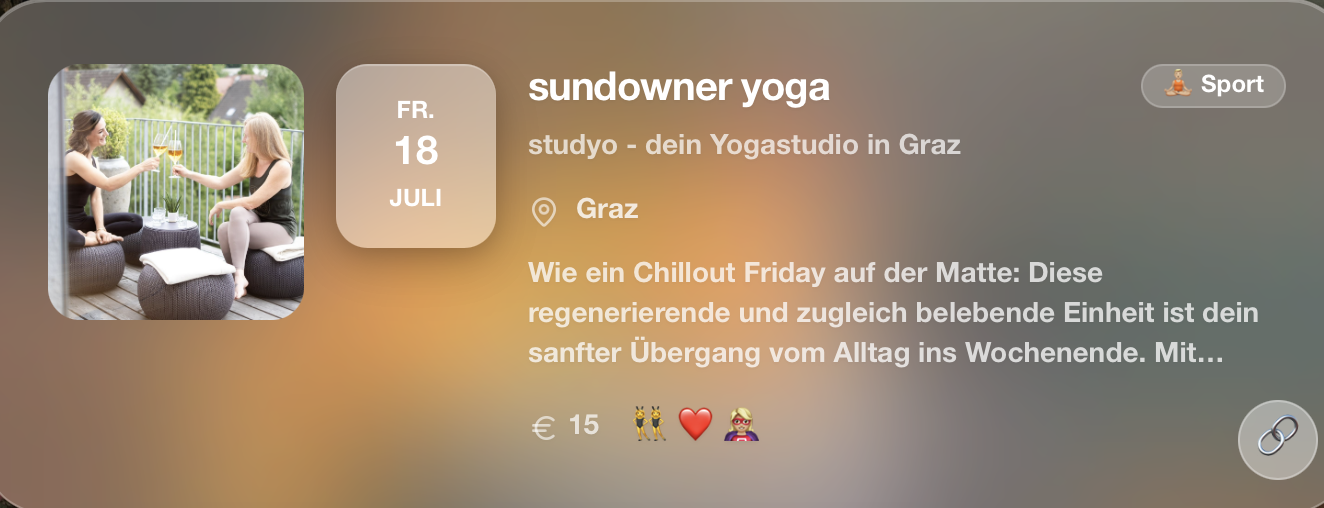 FR.
18
JULI
sundowner yoga
Sport
studyo - dein Yogastudio in Graz
Graz
Wie ein Chillout Friday auf der Matte: Diese
regenerierende und zugleich belebende Einheit ist dein
sanfter Übergang vom Alltag ins Wochenende. Mit...
€ 15